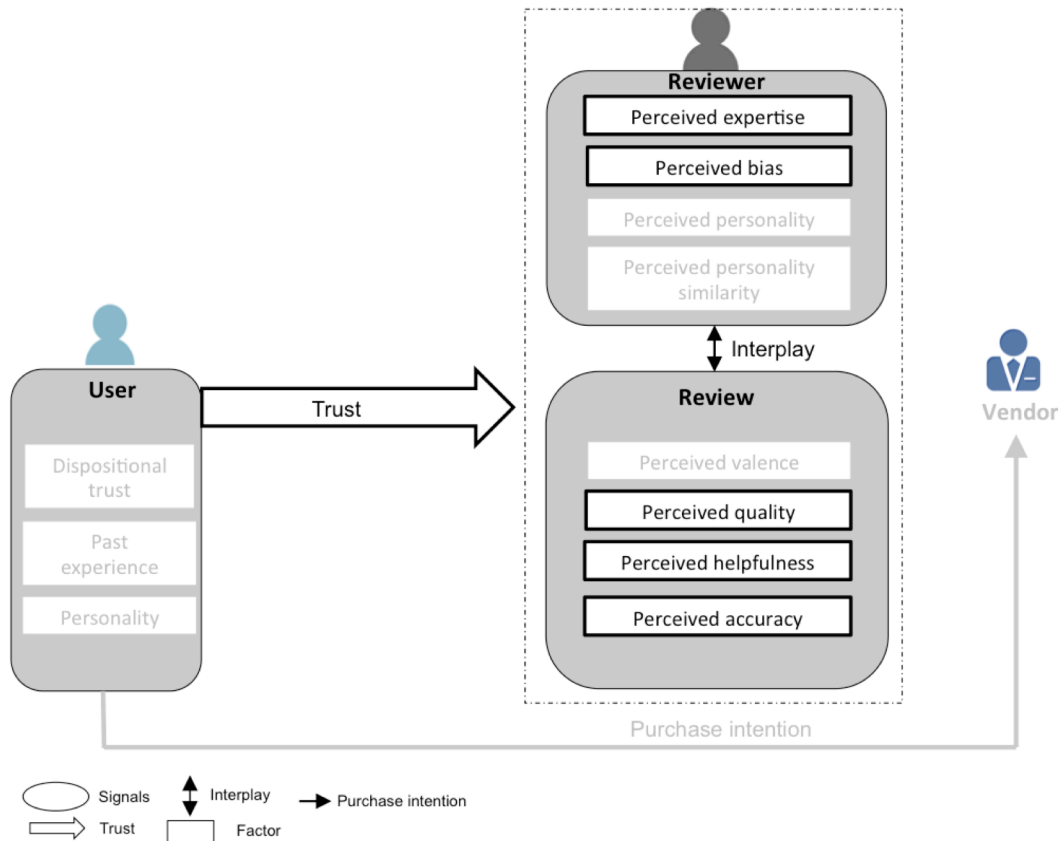 Reviewer
Perceived expertise
Perceived bias
Perceived personality
Perceived personality
similarity
Interplay
User
Dispositional
trust
Past
experience
Personality
Trust
Review
Perceived valence
Perceived quality
Perceived helpfulness
Perceived accuracy
Vendor
Purchase intention
Signals
Interplay
Purchase intention
Trust
Factor